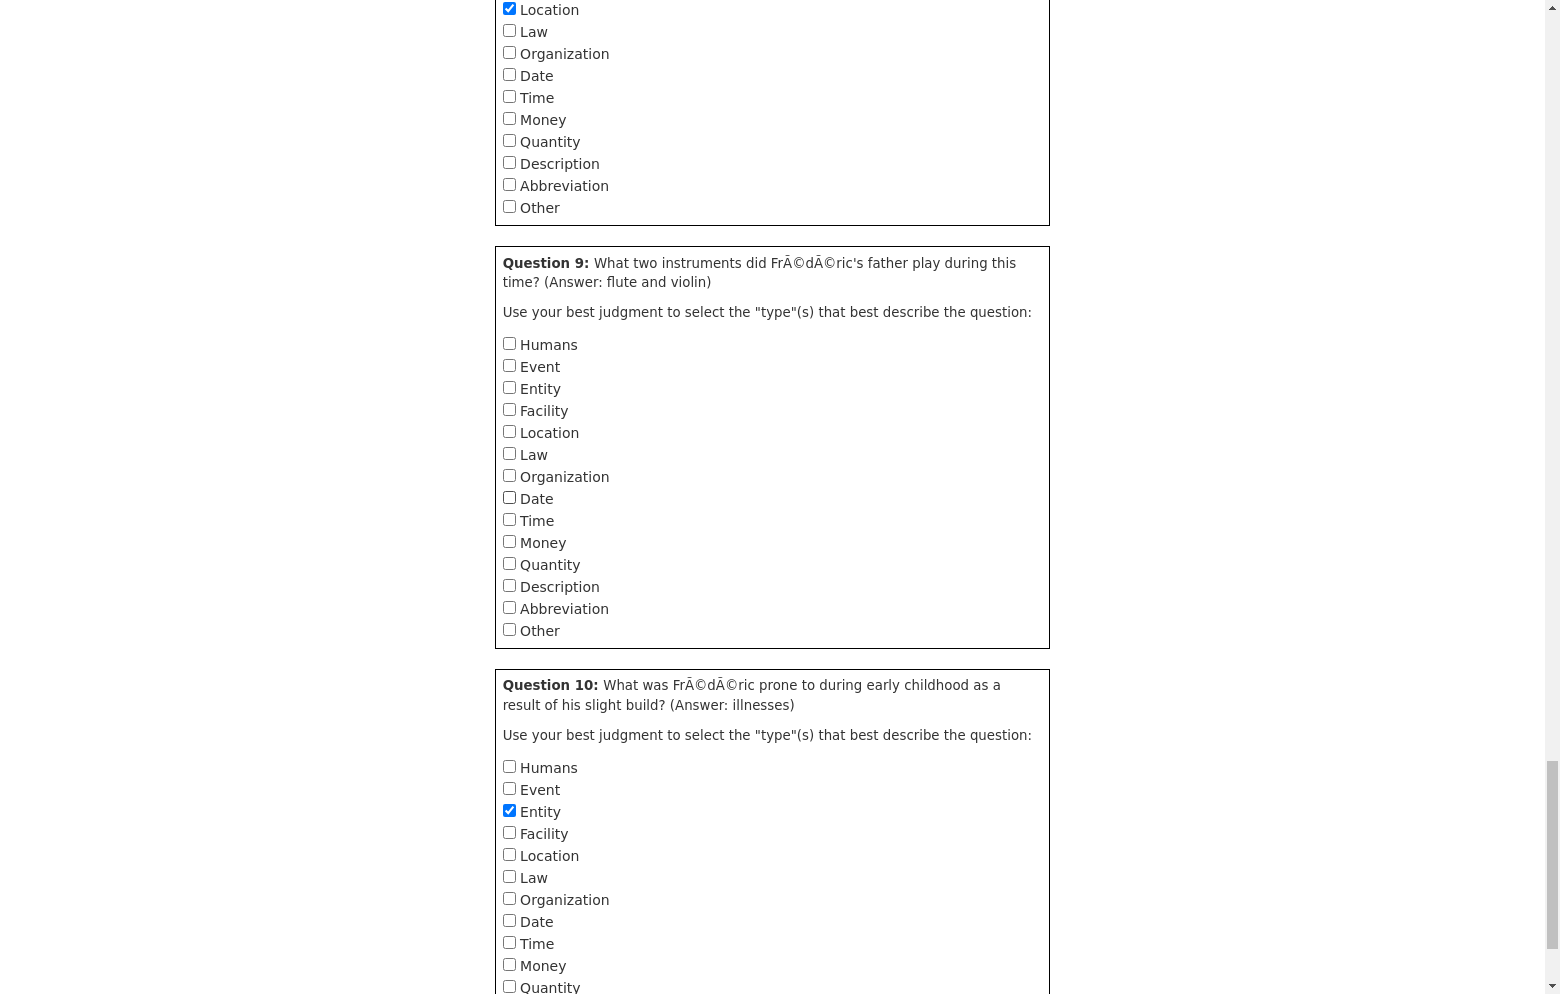 Location
Law
Organization
Date
Time
Money
Quantity
Description
Abbreviation
Other
Question 9: What two instruments did FrÃ©dÃ©ric's father play during this
time? (Answer: flute and violin)
Use your best judgment to select the "type"(s) that best describe the question:
Humans
Event
Entity
Facility
Location
Law
Organization
Date
Time
Money
Quantity
Description
Abbreviation
Other
Question 10: What was FrÃ©dÃ©ric prone to during early childhood as a
result of his slight build? (Answer: illnesses)
Use your best judgment to select the "type"(s) that best describe the question:
Humans
Event
Entity
Facility
Location
Law
Organization
Date
Time
Money
Quantity